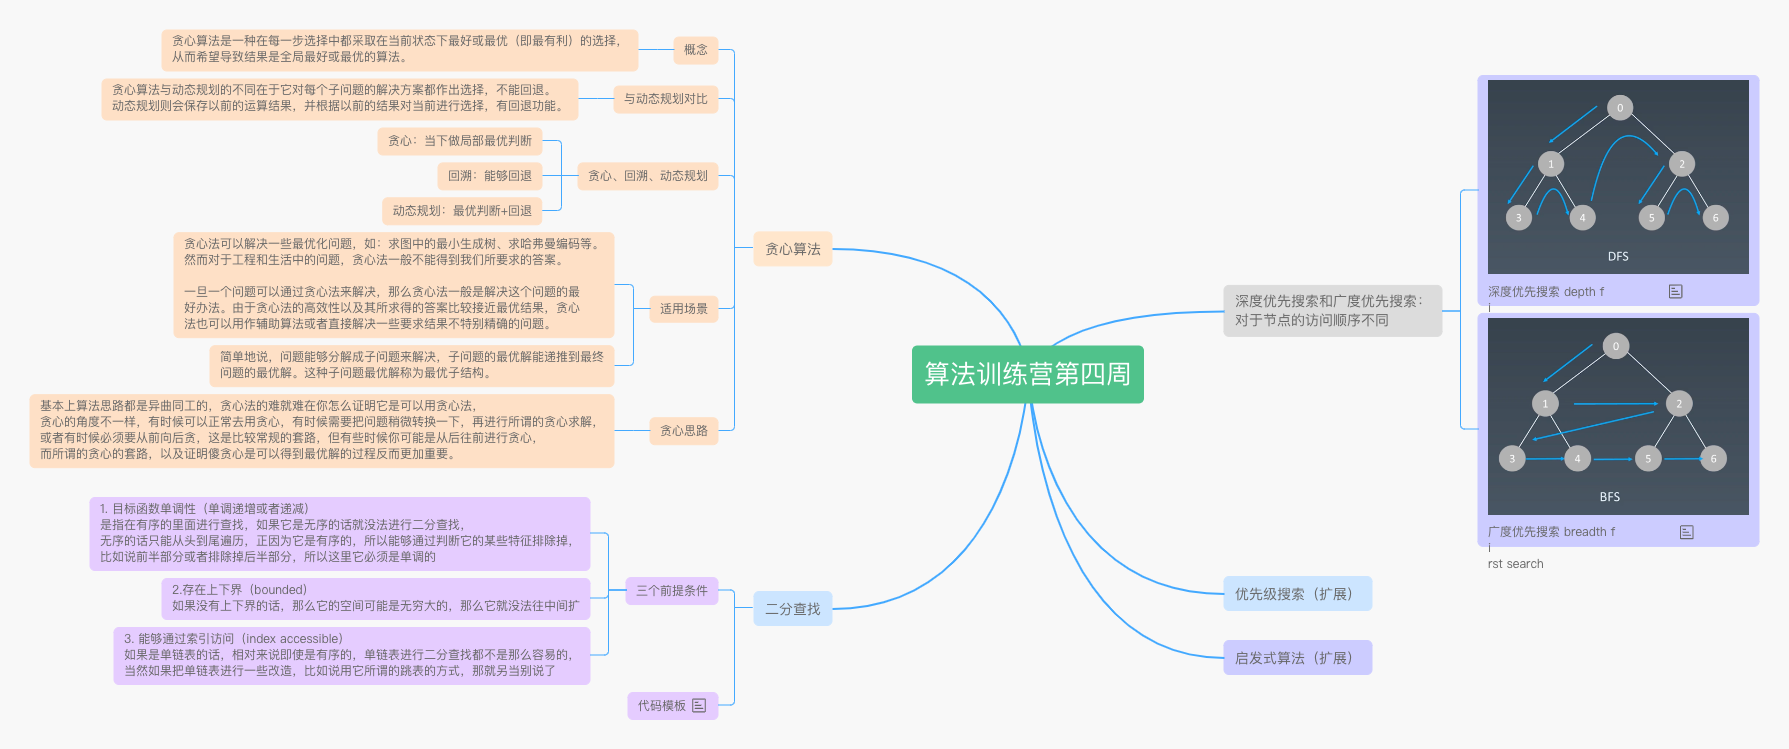 算法训练营第四周
贪心算法
概念
贪心算法是一种在每一步选择中都采取在当前状态下最好或最优（即最有利）的选择，
从而希望导致结果是全局最好或最优的算法。
与动态规划对比
贪心算法与动态规划的不同在于它对每个子问题的解决方案都作出选择，不能回退。
动态规划则会保存以前的运算结果，并根据以前的结果对当前进行选择，有回退功能。
贪心、回溯、动态规划
贪心：当下做局部最优判断
回溯：能够回退
动态规划：最优判断+回退
适用场景
贪心法可以解决一些最优化问题，如：求图中的最小生成树、求哈弗曼编码等。
然而对于工程和生活中的问题，贪心法一般不能得到我们所要求的答案。
一旦一个问题可以通过贪心法来解决，那么贪心法一般是解决这个问题的最
好办法。由于贪心法的高效性以及其所求得的答案比较接近最优结果，贪心
法也可以用作辅助算法或者直接解决一些要求结果不特别精确的问题。
简单地说，问题能够分解成子问题来解决，子问题的最优解能递推到最终
问题的最优解。这种子问题最优解称为最优子结构。
贪心思路
基本上算法思路都是异曲同工的，贪心法的难就难在你怎么证明它是可以用贪心法，
贪心的角度不一样，有时候可以正常去用贪心，有时候需要把问题稍微转换一下，再进行所谓的贪心求解，
或者有时候必须要从前向后贪，这是比较常规的套路，但有些时候你可能是从后往前进行贪心，
而所谓的贪心的套路，以及证明傻贪心是可以得到最优解的过程反而更加重要。
二分查找
三个前提条件
1. 目标函数单调性（单调递增或者递减）
是指在有序的里面进行查找，如果它是无序的话就没法进行二分查找，
无序的话只能从头到尾遍历，正因为它是有序的，所以能够通过判断它的某些特征排除掉，
比如说前半部分或者排除掉后半部分，所以这里它必须是单调的
2.存在上下界（bounded）
如果没有上下界的话，那么它的空间可能是无穷大的，那么它就没法往中间扩
3. 能够通过索引访问（index accessible）
如果是单链表的话，相对来说即使是有序的，单链表进行二分查找都不是那么容易的，
当然如果把单链表进行一些改造，比如说用它所谓的跳表的方式，那就另当别说了
代码模板
深度优先搜索和广度优先搜索：
对于节点的访问顺序不同
0
1
2
3
4
5
6
DFS
深度优先搜索 depth f
i
0
1
2
3
4
5
6
BFS
广度优先搜索 breadth f
i
rst search
优先级搜索（扩展）
启发式算法（扩展）